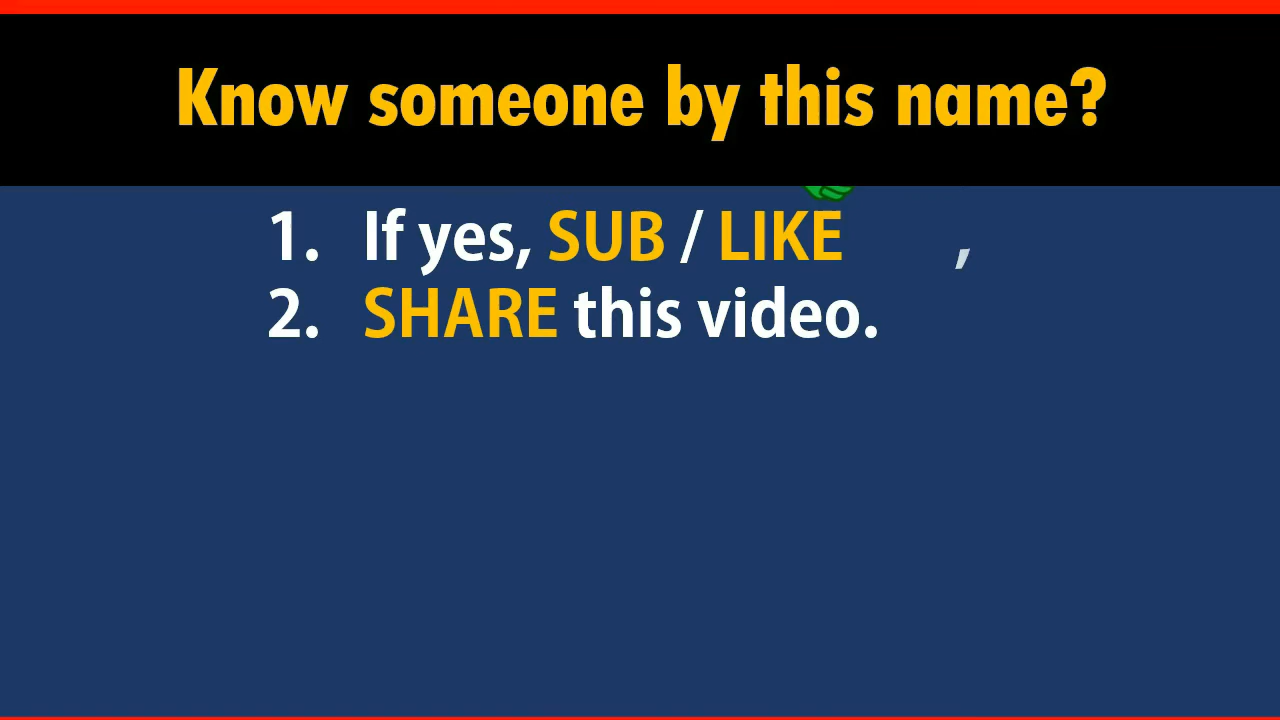 Know someone by this name?
1. If yes, SUB / LIKE ,
2. SHARE this video.